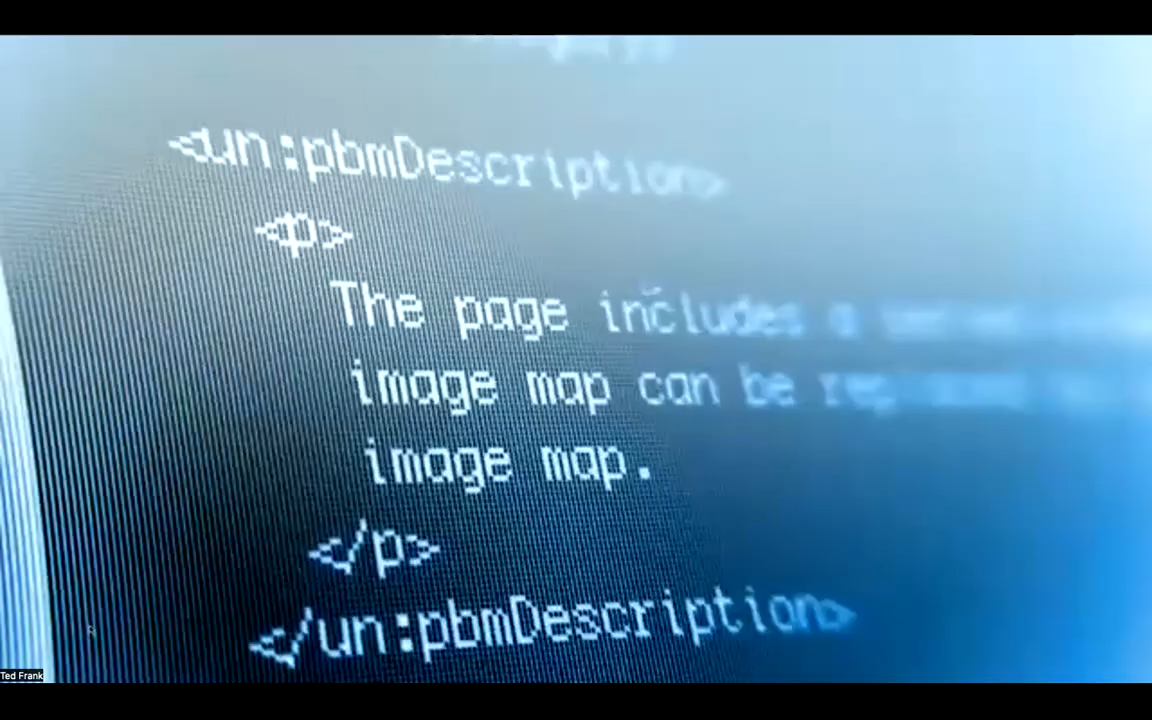 <un:pbmDescription>
<p>
The page includes a
image map can be
image map.
</p>
</un:pbmDescription>
Ted Frank